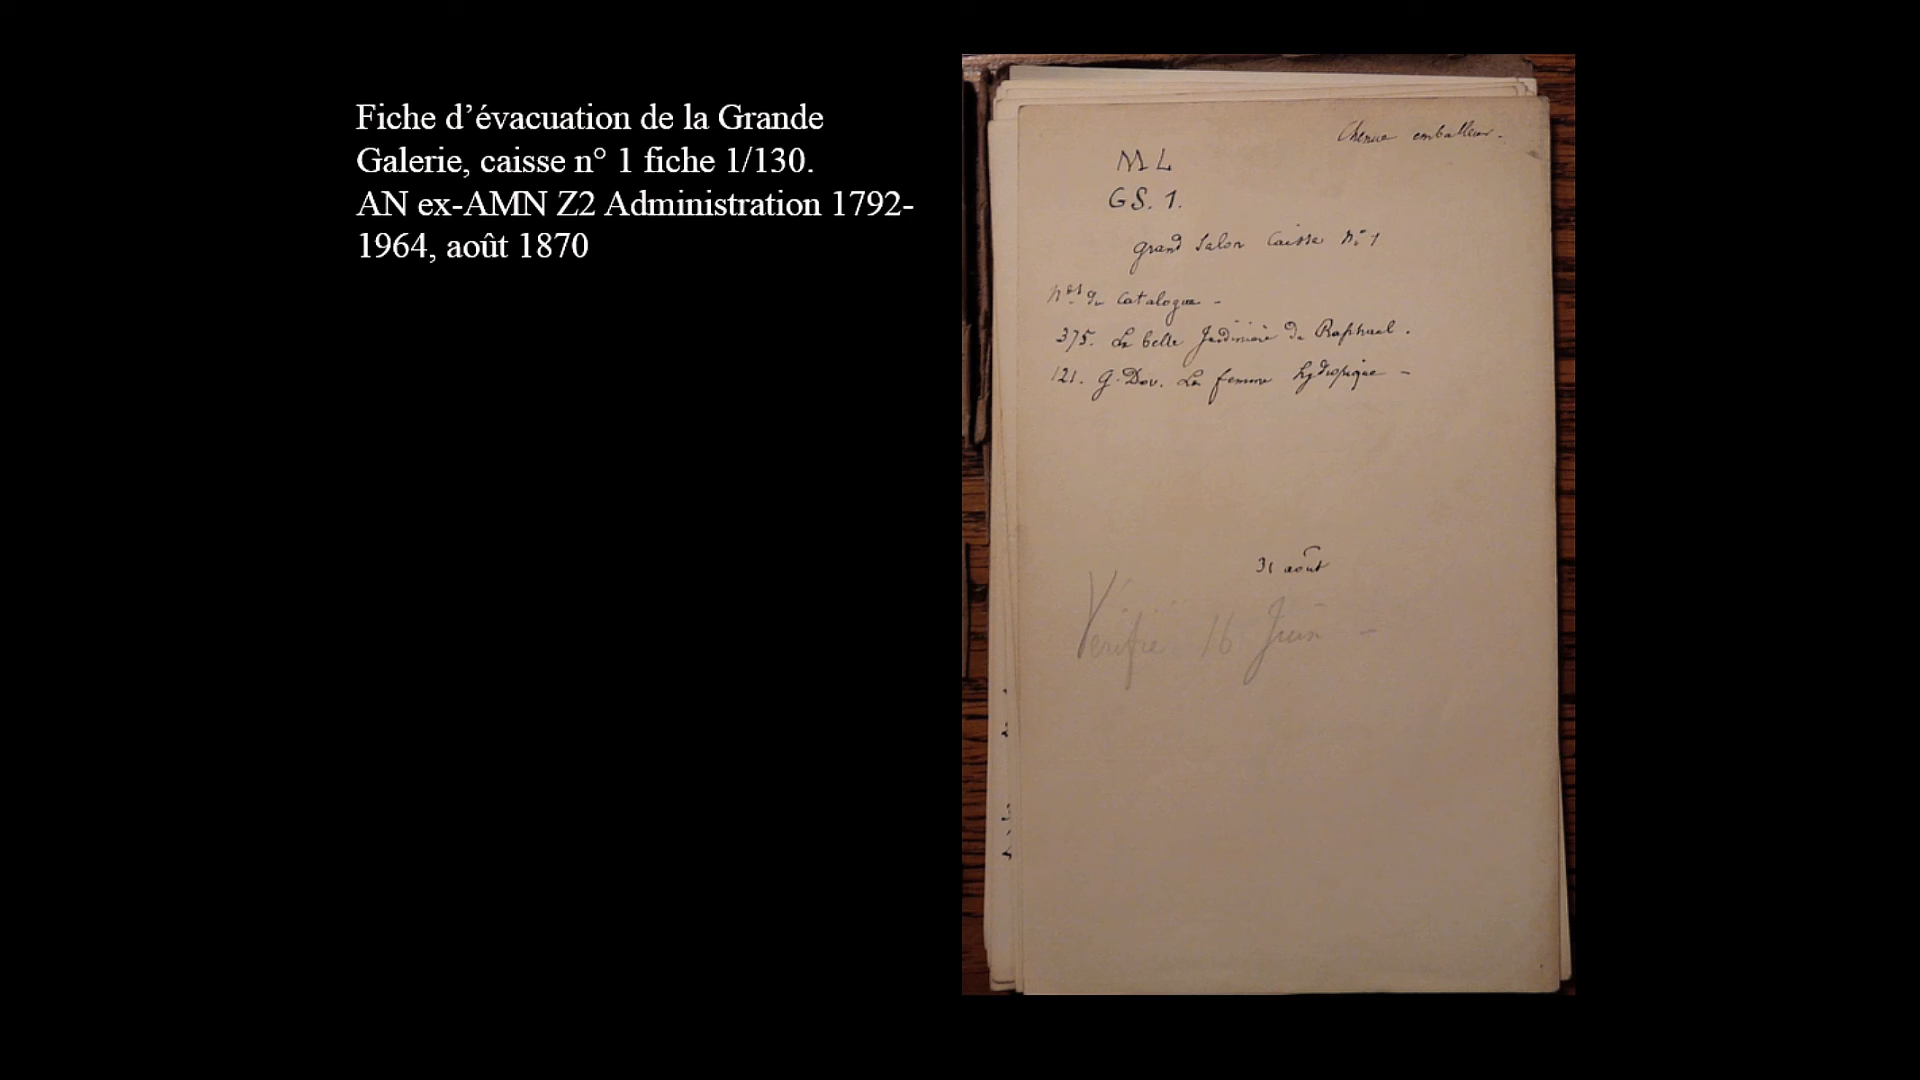 Fiche d’évacuation de la Grande
Galerie, caisse n° 1 fiche 1/130.
AN ex-AMN Z2 Administration 1792-
1964, août 1870
Chenue emballeur.
ML
GS. 1.
grand Salon Caisse n° 1
nos du Catalogue -
375. La belle Jardinière de Raphael.
121. G. Dov. La femme hydropique -
31 août
Vérifié 16 Juin -